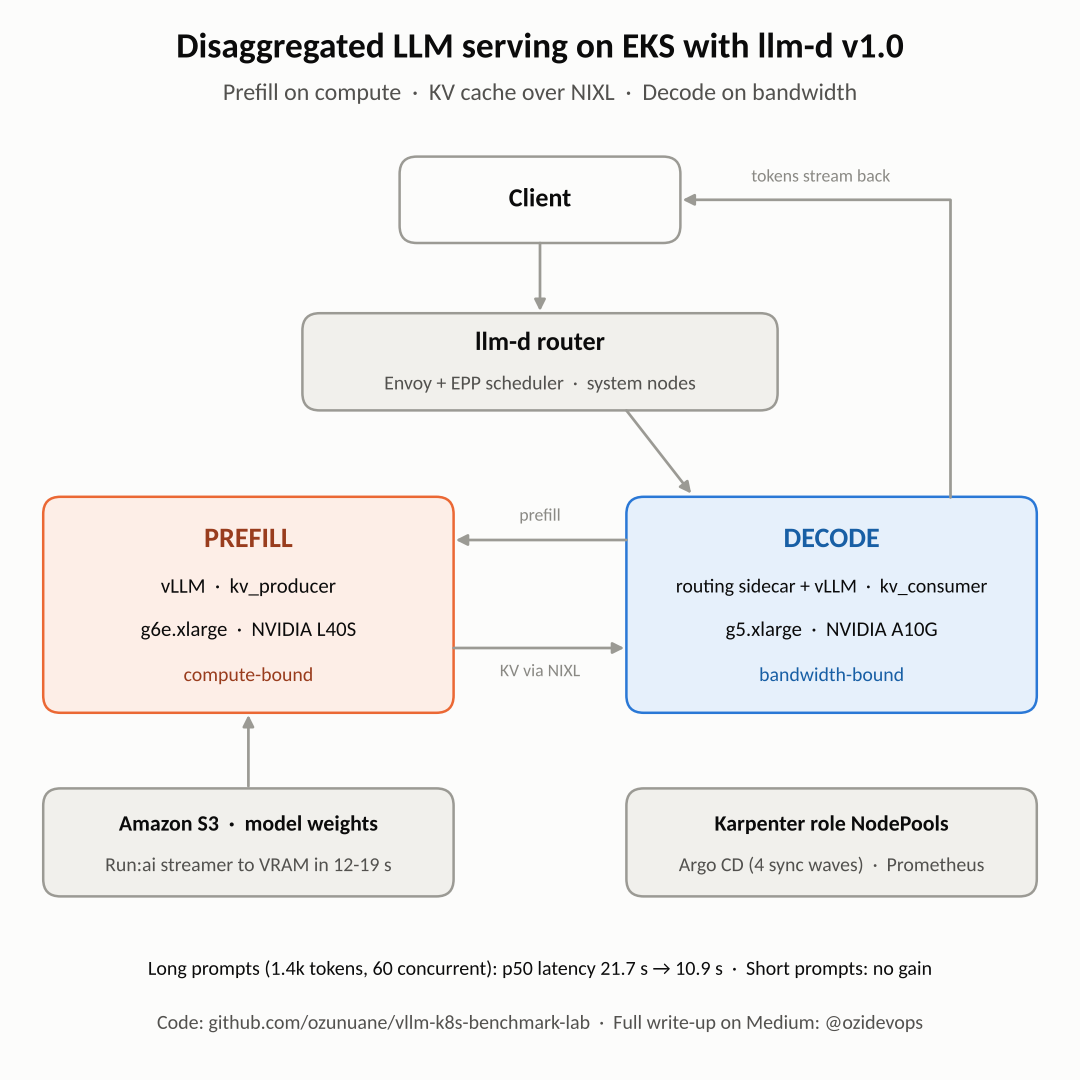 Disaggregated LLM serving on EKS with llm-d v1.0
Prefill on compute · KV cache over NIXL · Decode on bandwidth
Client
tokens stream back
llm-d router
Envoy + EPP scheduler · system nodes
PREFILL
vLLM · kv_producer
g6e.xlarge · NVIDIA L40S
compute-bound
prefill
KV via NIXL
DECODE
routing sidecar + vLLM · kv_consumer
g5.xlarge · NVIDIA A10G
bandwidth-bound
Amazon S3 · model weights
Run:ai streamer to VRAM in 12-19 s
Karpenter role NodePools
Argo CD (4 sync waves) · Prometheus
Long prompts (1.4k tokens, 60 concurrent): p50 latency 21.7 s → 10.9 s · Short prompts: no gain
Code: github.com/ozunuane/vllm-k8s-benchmark-lab · Full write-up on Medium: @ozidevops